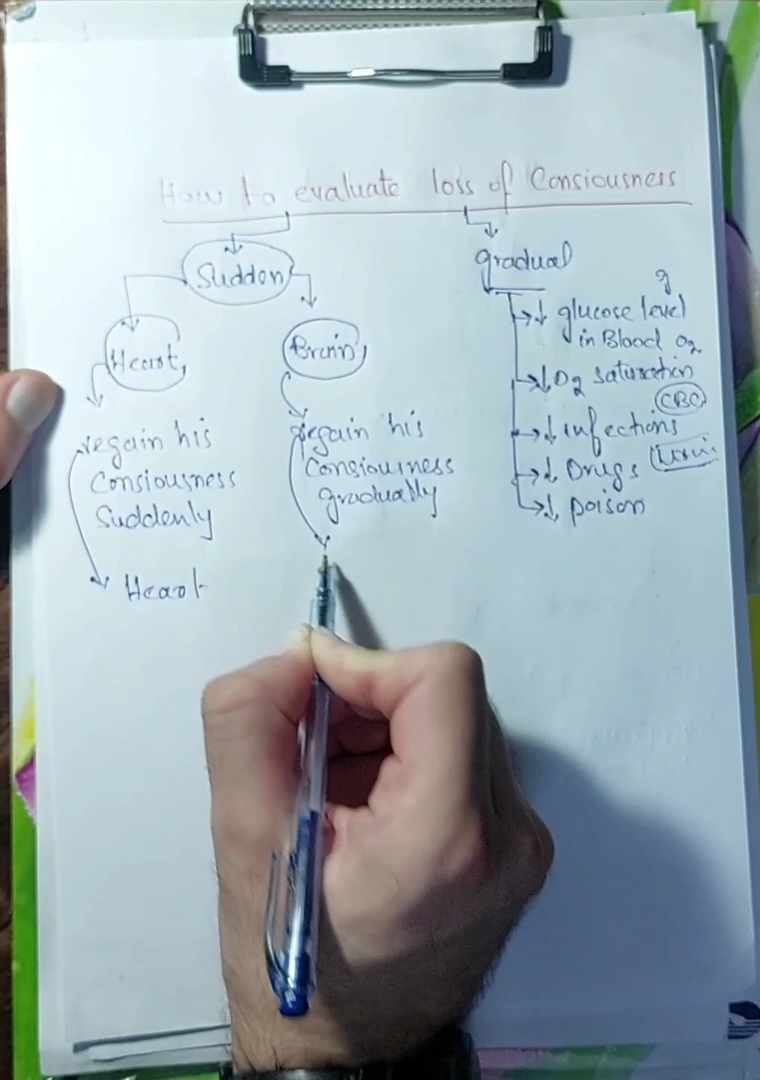 How to evaluate loss of Consiousness
Sudden
Heart,
regain his
Consiousness
Suddenly
Heart
Brain,
regain his
Consiousness
gradually
gradual
g
↓ glucose level
in Blood O2
↓ O2 saturation
CBC
↓ infections
↓ Drugs
↓ poison